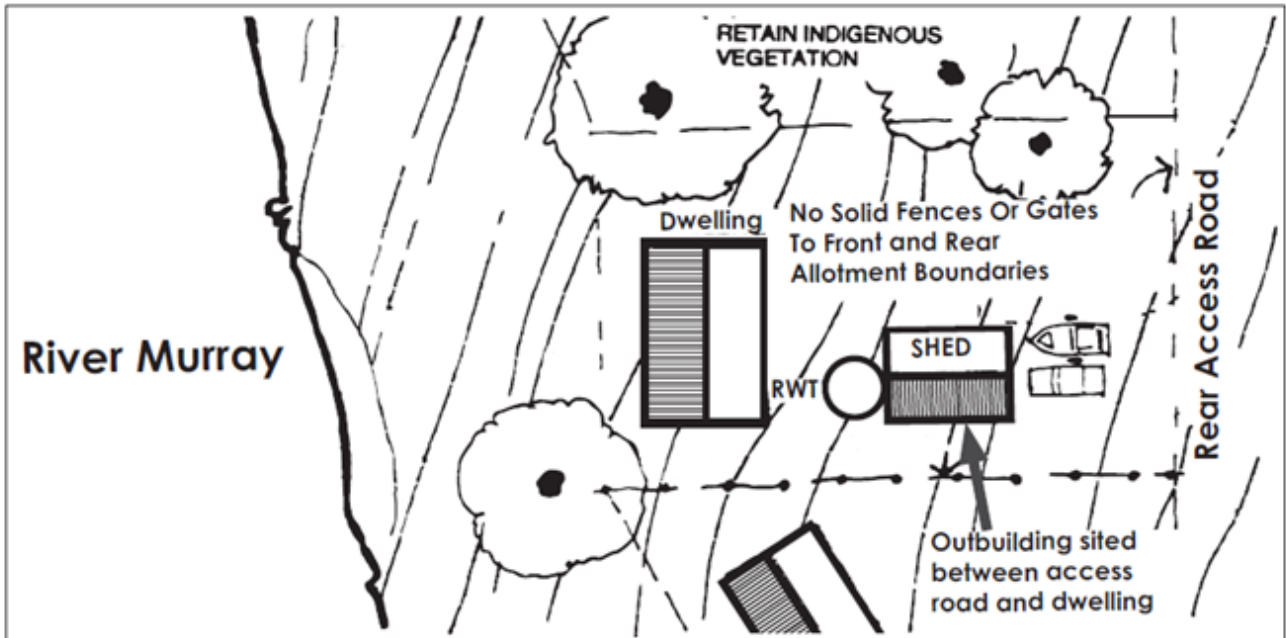 RETAIN INDIGENOUS
VEGETATION
Dwelling
No Solid Fences Or Gates
To Front and Rear
Allotment Boundaries
River Murray
SHED
RWT
Rear Access Road
Outbuilding sited
between access
road and dwelling